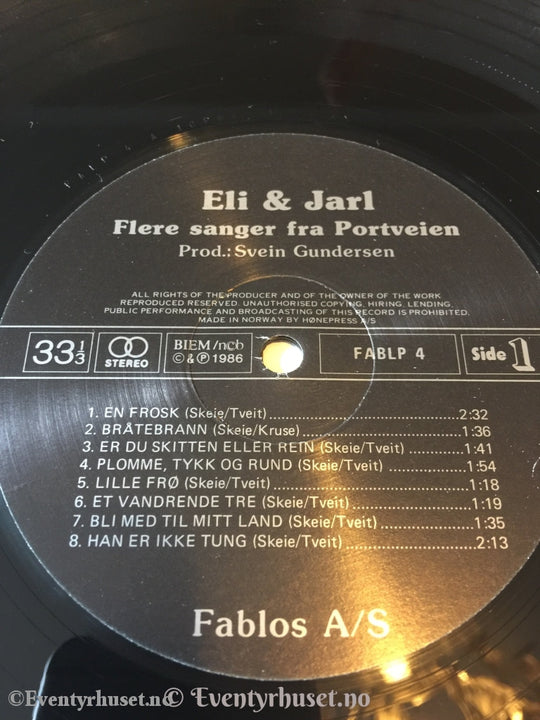 Eli & Jarl
Flere sanger fra Portveien
Prod.: Svein Gundersen
ALL RIGHTS OF THE PRODUCER AND OF THE OWNER OF THE WORK
REPRODUCED RESERVED. UNAUTHORISED COPYING, HIRING, LENDING,
PUBLIC PERFORMANCE AND BROADCASTING OF THIS RECORD IS PROHIBITED.
MADE IN NORWAY BY HØNEPRESS A/S
33 1/3 STEREO BIEM/ncb © & ℗ 1986 FABLP 4 Side 1
1. EN FROSK (Skeie/Tveit)..........2:32
2. BRÅTEBRANN (Skeie/Kruse)..........1:36
3. ER DU SKITTEN ELLER REIN (Skeie/Tveit)..........1:41
4. PLOMME, TYKK OG RUND (Skeie/Tveit)..........1:54
5. LILLE FRØ (Skeie/Tveit)..........1:18
6. ET VANDRENDE TRE (Skeie/Tveit)..........1:19
7. BLI MED TIL MITT LAND (Skeie/Tveit)..........1:35
8. HAN ER IKKE TUNG (Skeie/Tveit)..........2:13
Fablos A/S
©Eventyrhuset.no © Eventyrhuset.no